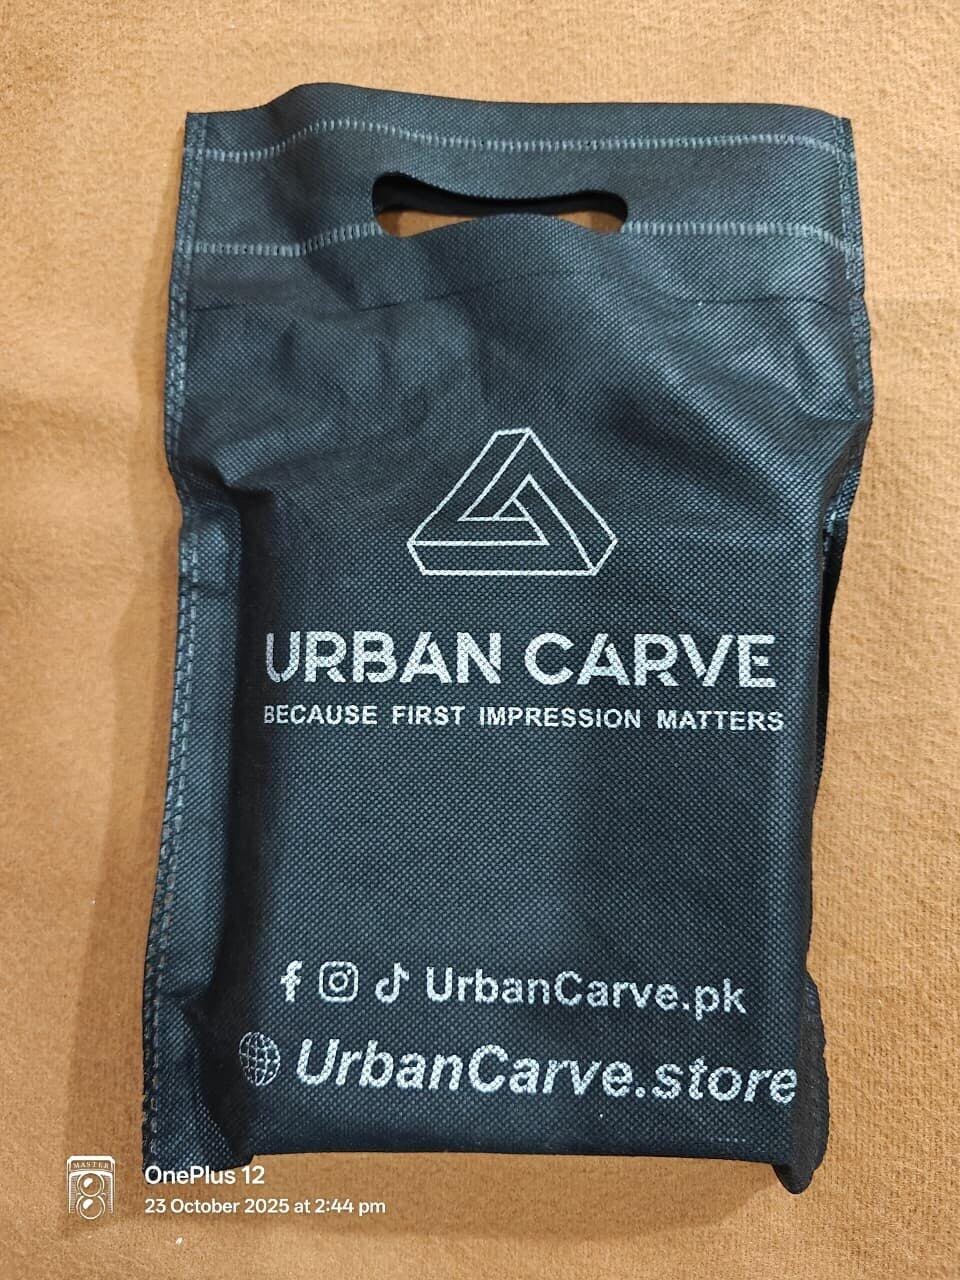 URBAN CARVE
BECAUSE FIRST IMPRESSION MATTERS
UrbanCarve.pk
UrbanCarve.store
MASTER
OnePlus 12
23 October 2025 at 2:44 pm